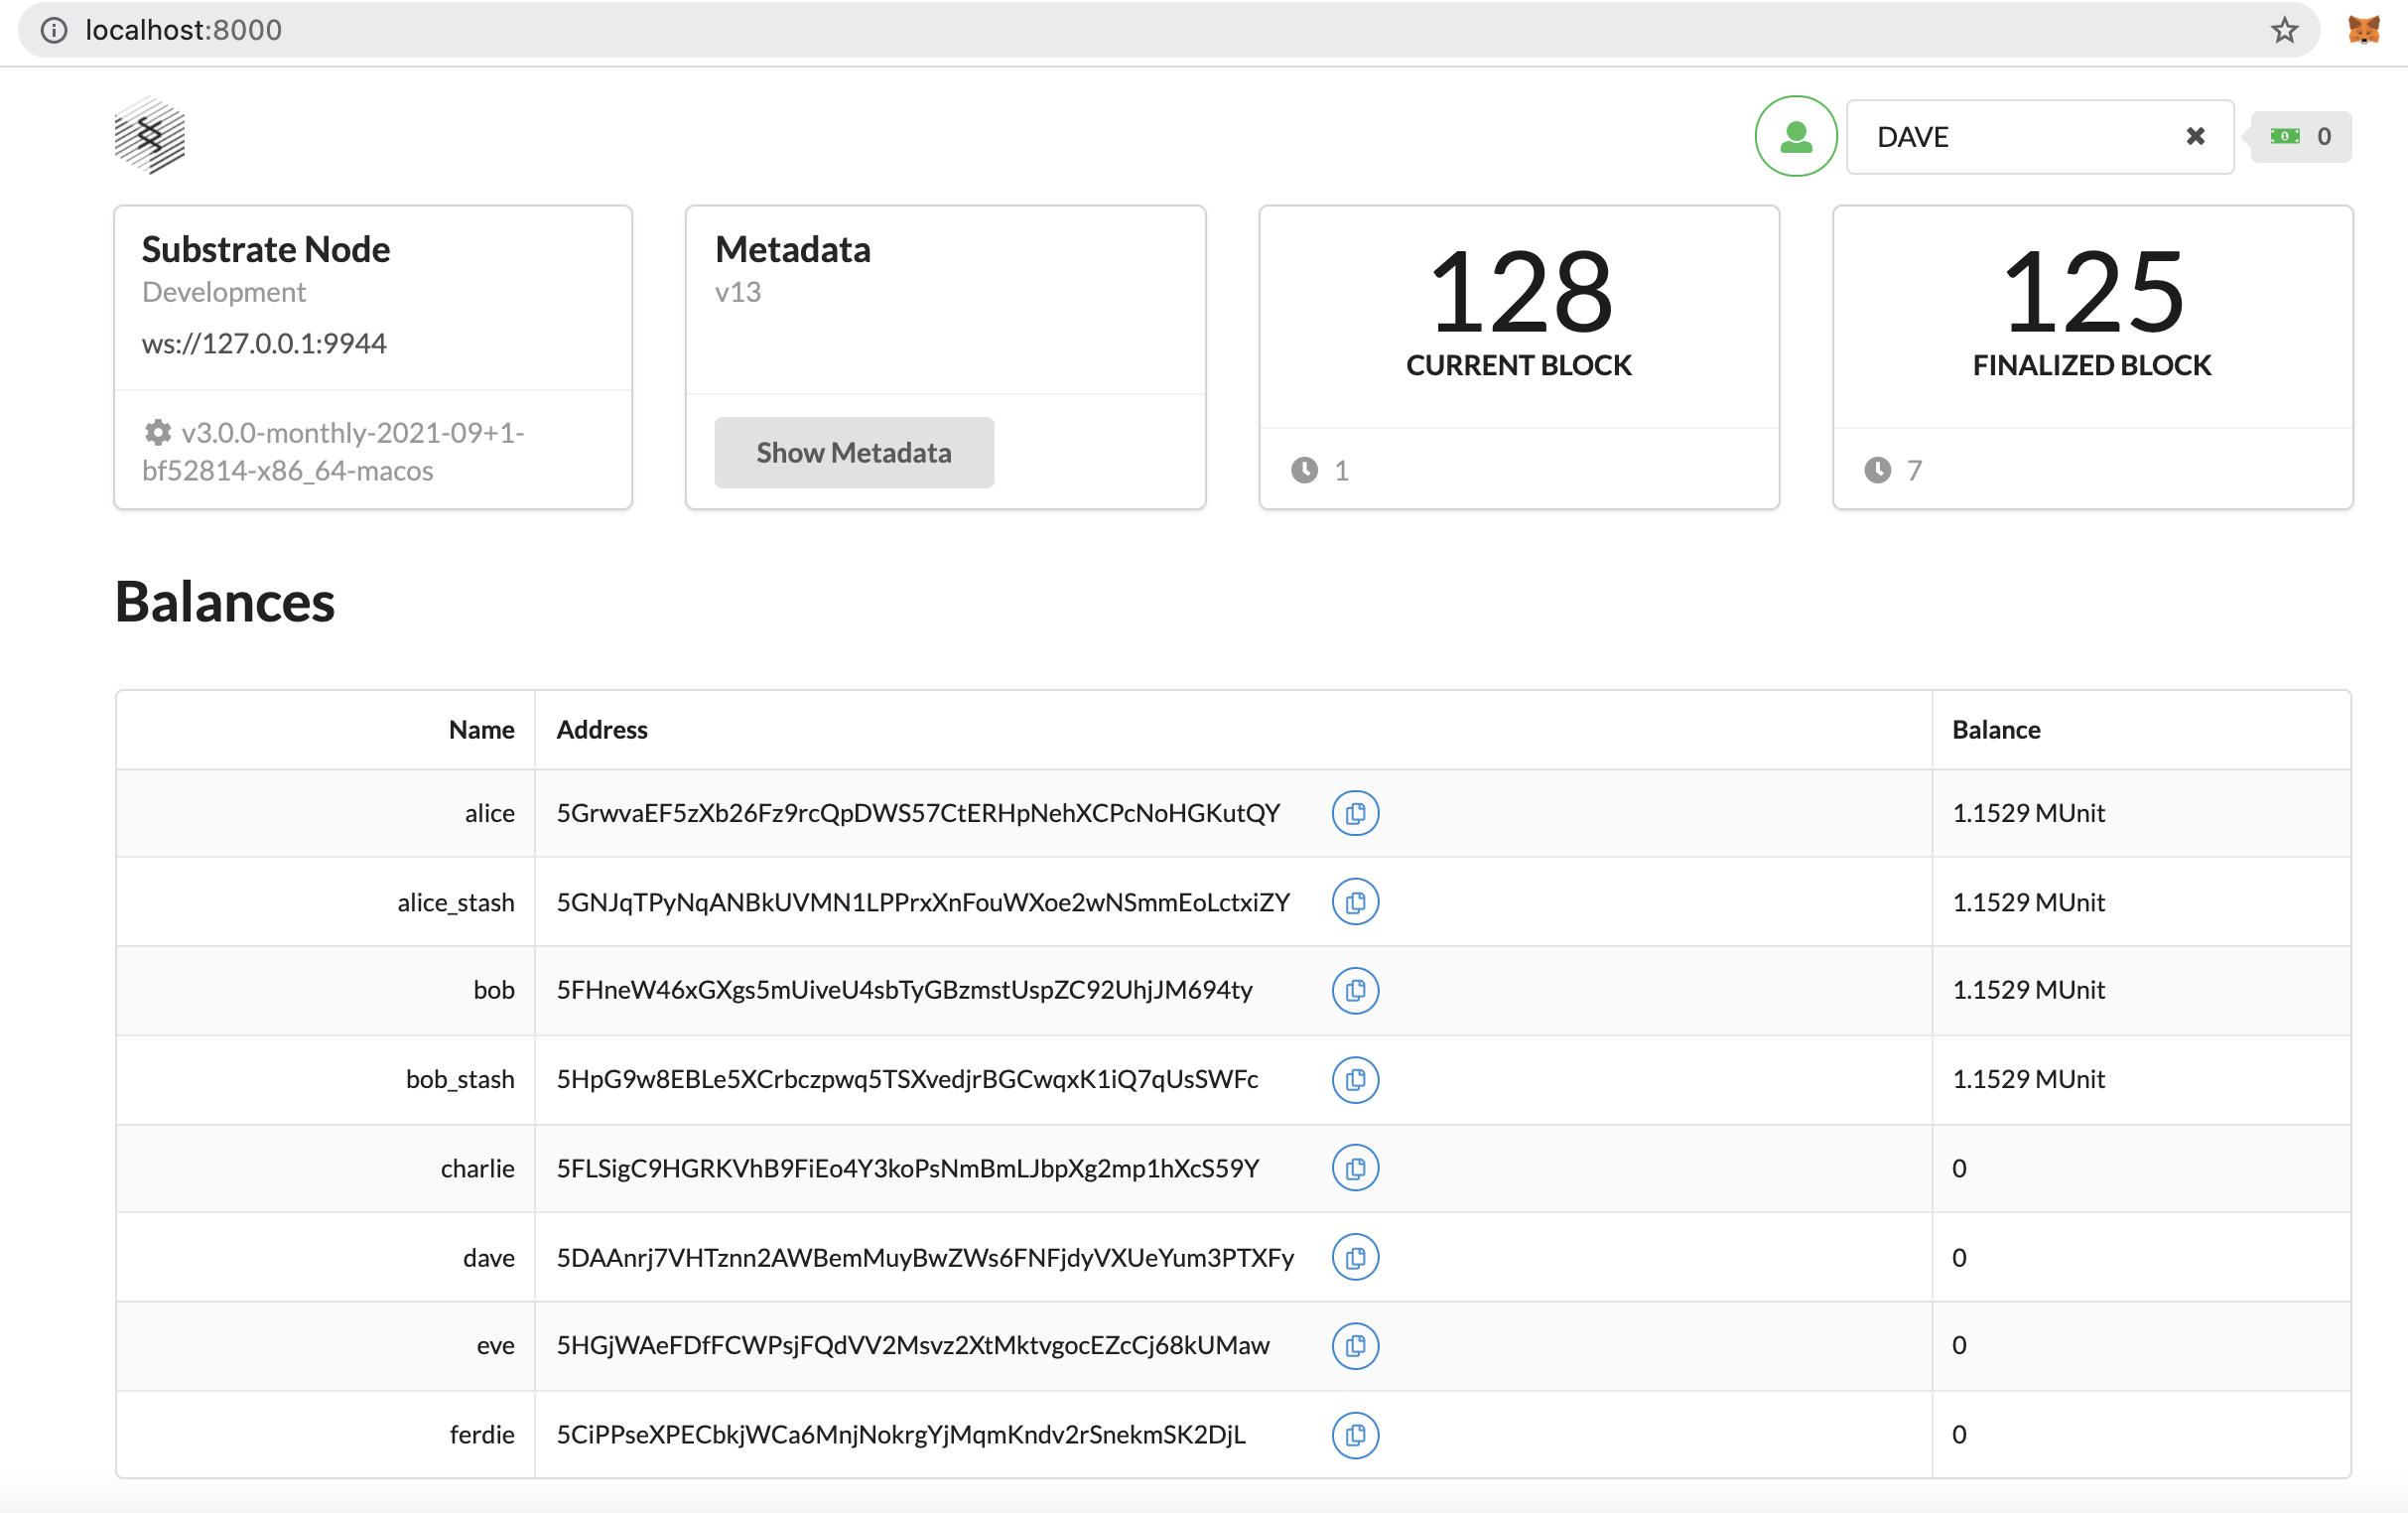 localhost:8000
DAVE
0
Substrate Node
Development
ws://127.0.0.1:9944
v3.0.0-monthly-2021-09+1-
bf52814-x86_64-macos
Metadata
v13
Show Metadata
128
CURRENT BLOCK
1
125
FINALIZED BLOCK
7
Balances
Name Address Balance
alice 5GrwvaEF5zXb26Fz9rcQpDWS57CtERHpNehXCPcNoHGKutQY 1.1529 MUnit
alice_stash 5GNJqTPyNqANBkUVMN1LPPrxXnFouWXoe2wNSmmEoLctxiZY 1.1529 MUnit
bob 5FHneW46xGXgs5mUiveU4sbTyGBzmstUspZC92UhjJM694ty 1.1529 MUnit
bob_stash 5HpG9w8EBLe5XCrbczpwq5TSXvedjrBGCwqxK1iQ7qUsSWFc 1.1529 MUnit
charlie 5FLSigC9HGRKVhB9FiEo4Y3koPsNmBmLJbpXg2mp1hXcS59Y 0
dave 5DAAnrj7VHTznn2AWBemMuyBwZWs6FNFjdyVXUeYum3PTXFy 0
eve 5HGjWAeFDfFCWPsjFQdVV2Msvz2XtMktvgocEZcCj68kUMaw 0
ferdie 5CiPPseXPECbkjWCa6MnjNokrgYjMqmKndv2rSnekmSK2DjL 0